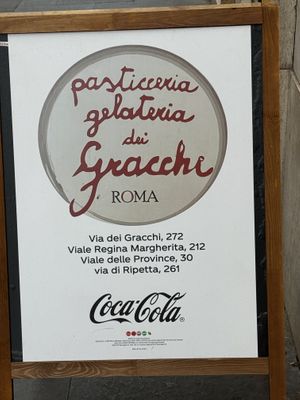 pasticceria
gelateria
dei
Gracchi
ROMA
Via dei Gracchi, 272
Viale Regina Margherita, 212
Viale delle Province, 30
via di Ripetta, 261
Coca-Cola®